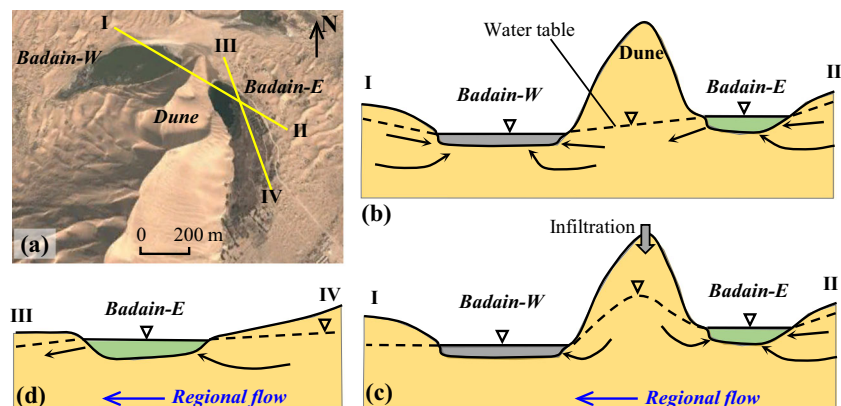 I
N
III
Badain-W
Badain-E
Dune
II
IV
0 200 m
(a)
Water table
Dune
I
II
Badain-W
Badain-E
(b)
Infiltration
I
II
Badain-W
Badain-E
Regional flow
(c)
III
IV
Badain-E
Regional flow
(d)